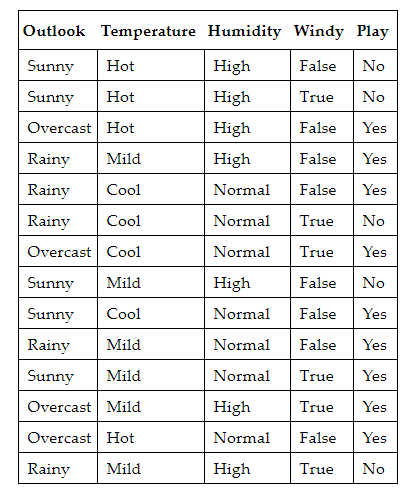 Outlook Temperature Humidity Windy Play
Sunny Hot High False No
Sunny Hot High True No
Overcast Hot High False Yes
Rainy Mild High False Yes
Rainy Cool Normal False Yes
Rainy Cool Normal True No
Overcast Cool Normal True Yes
Sunny Mild High False No
Sunny Cool Normal False Yes
Rainy Mild Normal False Yes
Sunny Mild Normal True Yes
Overcast Mild High True Yes
Overcast Hot Normal False Yes
Rainy Mild High True No